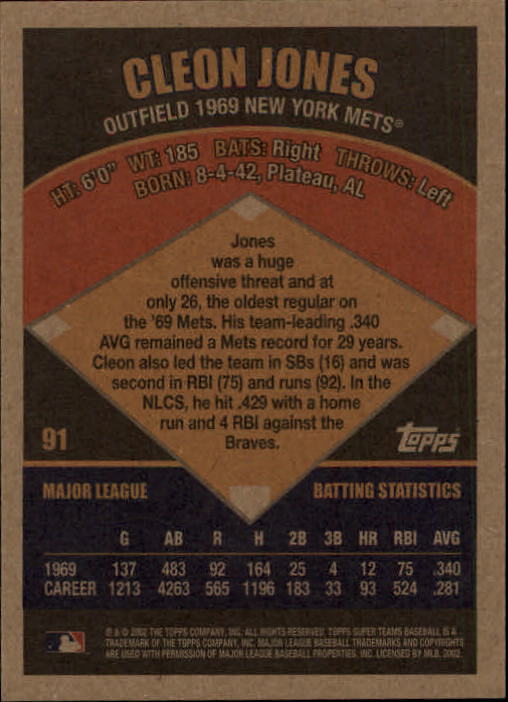 CLEON JONES
OUTFIELD 1969 NEW YORK METS®
HT: 6'0" WT: 185 BATS: Right THROWS: Left
BORN: 8-4-42, Plateau, AL
Jones
was a huge
offensive threat and at
only 26, the oldest regular on
the '69 Mets. His team-leading .340
AVG remained a Mets record for 29 years.
Cleon also led the team in SBs (16) and was
second in RBI (75) and runs (92). In the
NLCS, he hit .429 with a home
run and 4 RBI against the
Braves.
91
topps
MAJOR LEAGUE BATTING STATISTICS
G AB R H 2B 3B HR RBI AVG
1969 137 483 92 164 25 4 12 75 .340
CAREER 1213 4263 565 1196 183 33 93 524 .281
® & © 2002 THE TOPPS COMPANY, INC. ALL RIGHTS RESERVED. TOPPS SUPER TEAMS BASEBALL IS A
TRADEMARK OF THE TOPPS COMPANY, INC. MAJOR LEAGUE BASEBALL TRADEMARKS AND COPYRIGHTS
ARE USED WITH PERMISSION OF MAJOR LEAGUE BASEBALL PROPERTIES, INC. LICENSED BY MLB, 2002.